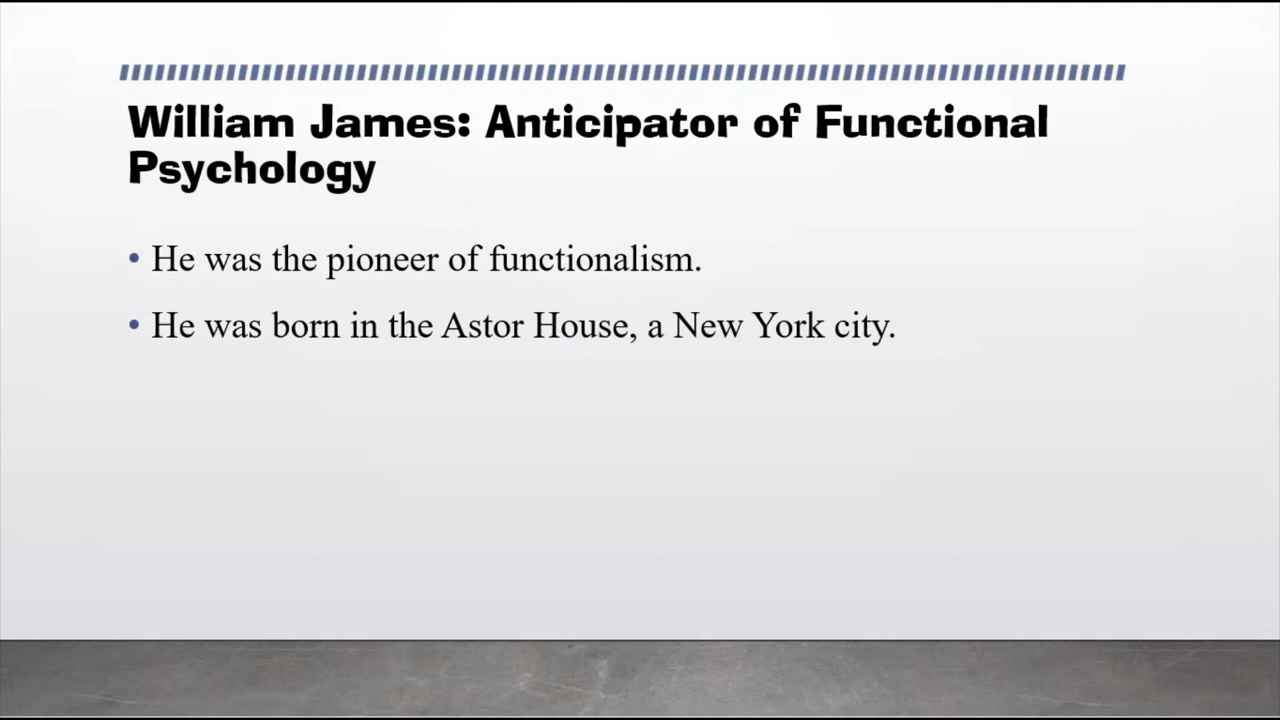 William James: Anticipator of Functional
Psychology
• He was the pioneer of functionalism.
• He was born in the Astor House, a New York city.